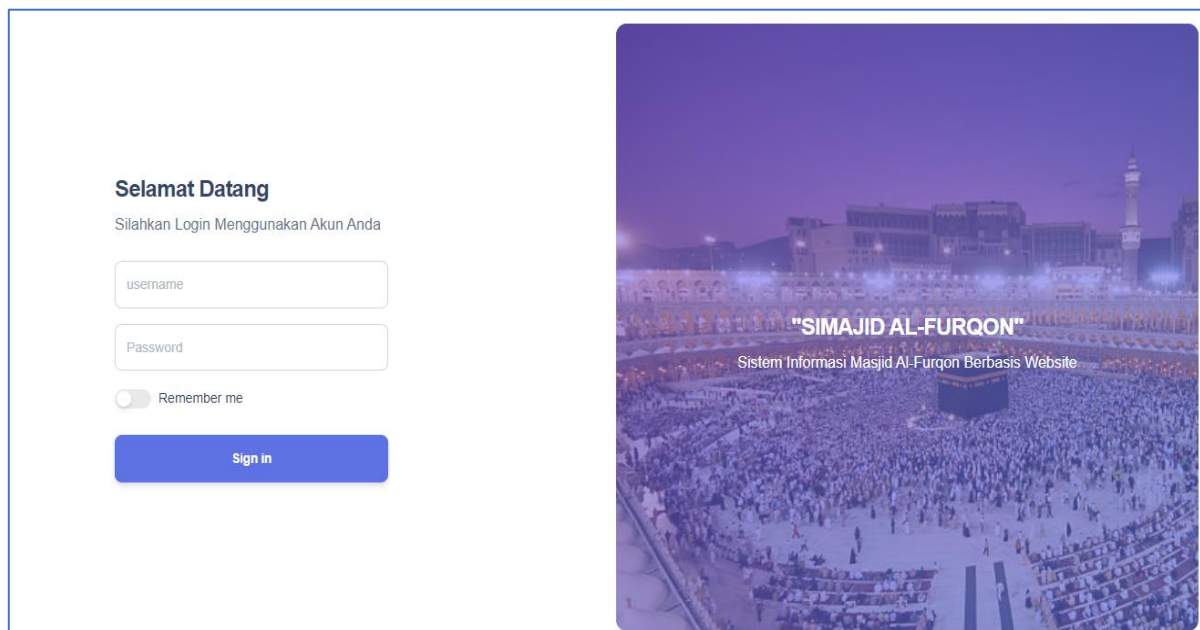 Selamat Datang
Silahkan Login Menggunakan Akun Anda
username
Password
Remember me
Sign in
"SIMAJID AL-FURQON"
Sistem Informasi Masjid Al-Furqon Berbasis Website